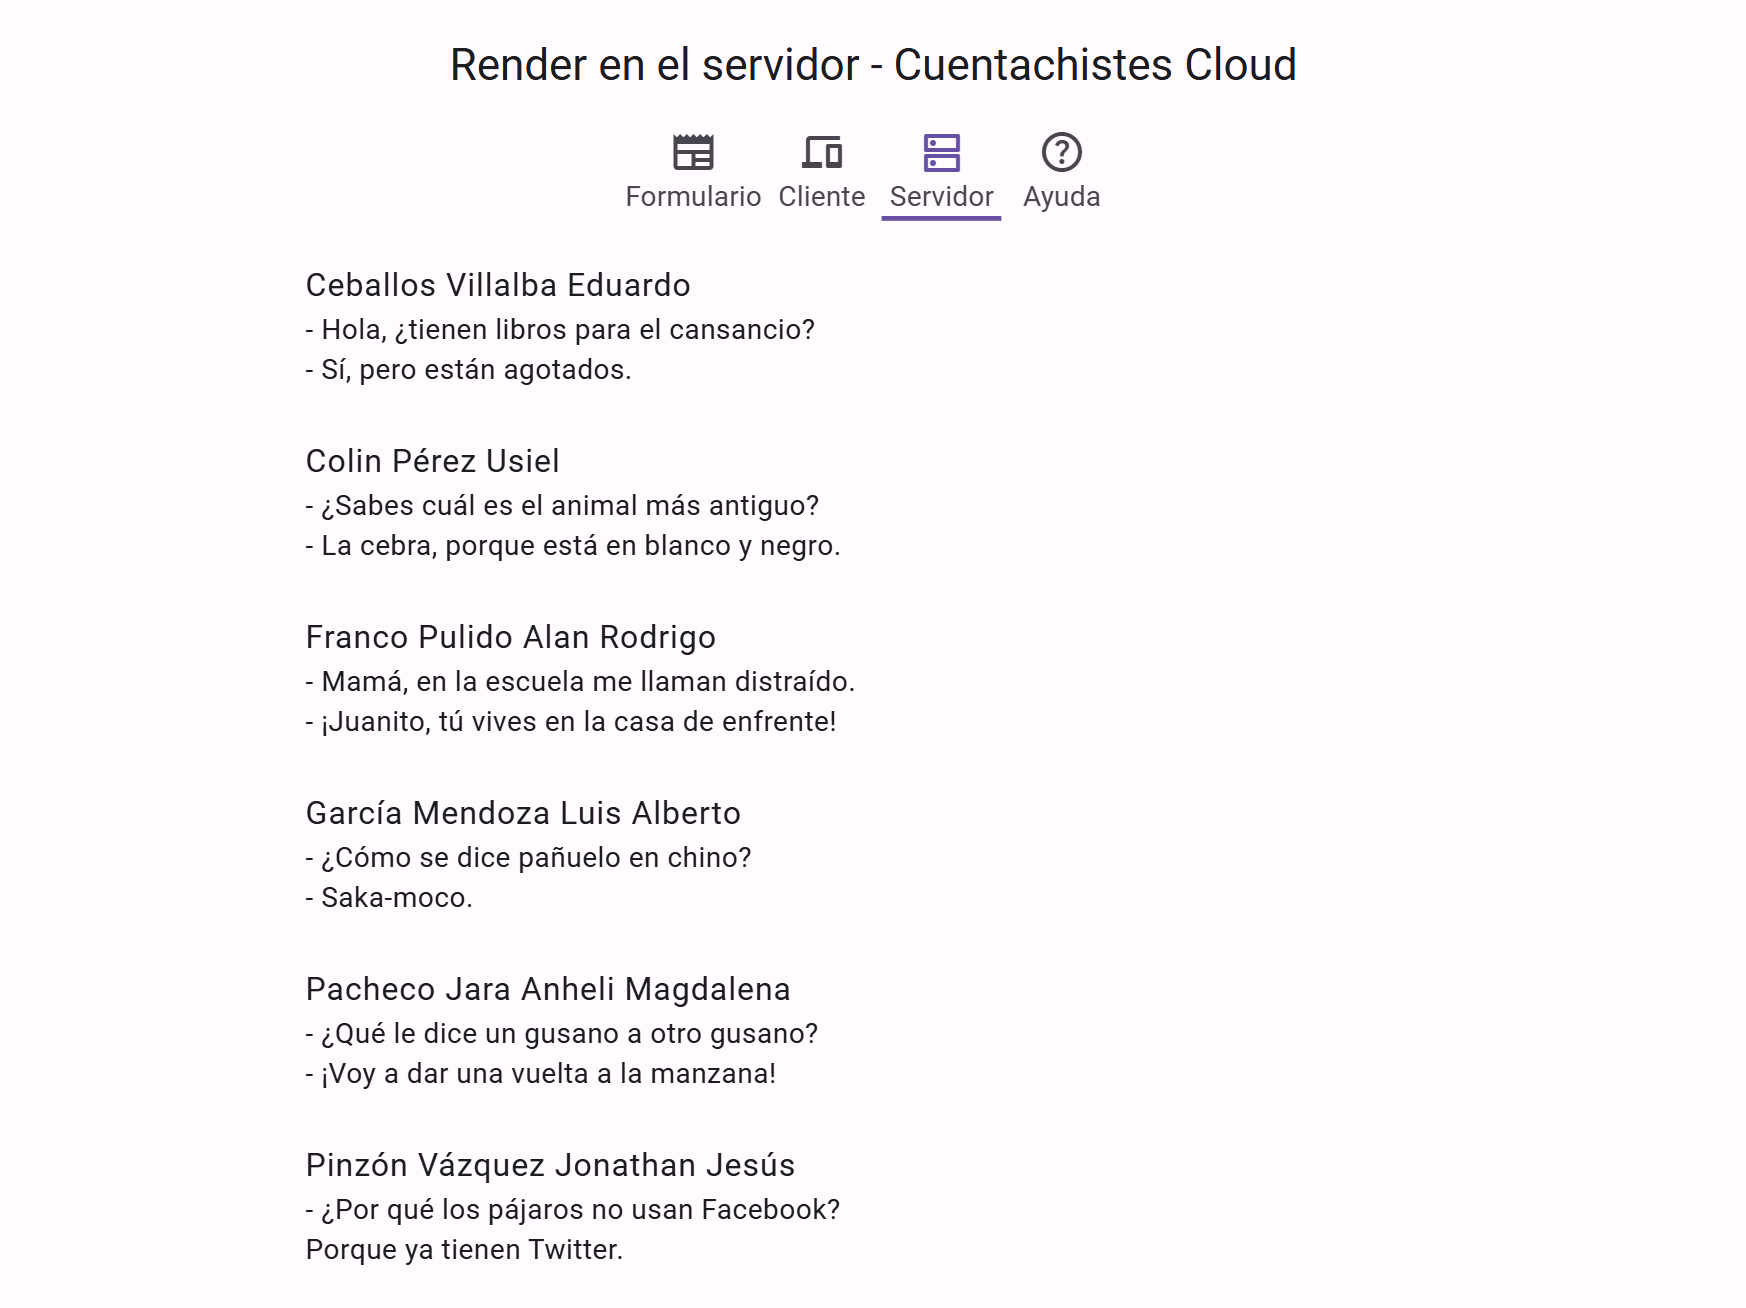 Render en el servidor - Cuentachistes Cloud
Formulario Cliente Servidor Ayuda
Ceballos Villalba Eduardo
- Hola, ¿tienen libros para el cansancio?
- Sí, pero están agotados.
Colin Pérez Usiel
- ¿Sabes cuál es el animal más antiguo?
- La cebra, porque está en blanco y negro.
Franco Pulido Alan Rodrigo
- Mamá, en la escuela me llaman distraído.
- ¡Juanito, tú vives en la casa de enfrente!
García Mendoza Luis Alberto
- ¿Cómo se dice pañuelo en chino?
- Saka-moco.
Pacheco Jara Anheli Magdalena
- ¿Qué le dice un gusano a otro gusano?
- ¡Voy a dar una vuelta a la manzana!
Pinzón Vázquez Jonathan Jesús
- ¿Por qué los pájaros no usan Facebook?
Porque ya tienen Twitter.